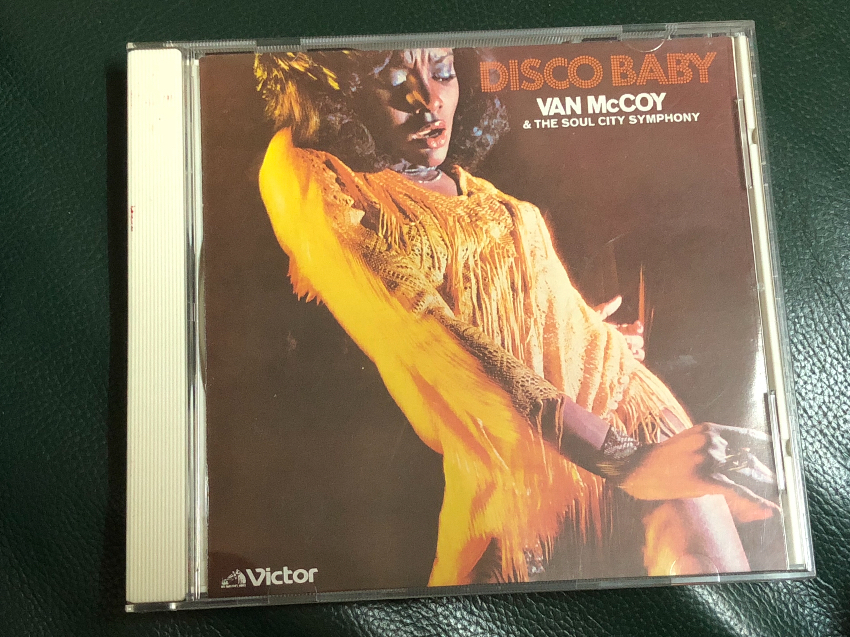 DISCO BABY
VAN McCOY
& THE SOUL CITY SYMPHONY
Victor